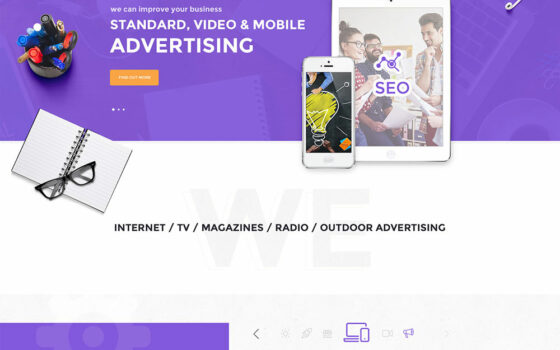 we can improve your business
STANDARD, VIDEO & MOBILE
ADVERTISING
FIND OUT MORE
SEO
WE
INTERNET / TV / MAGAZINES / RADIO / OUTDOOR ADVERTISING